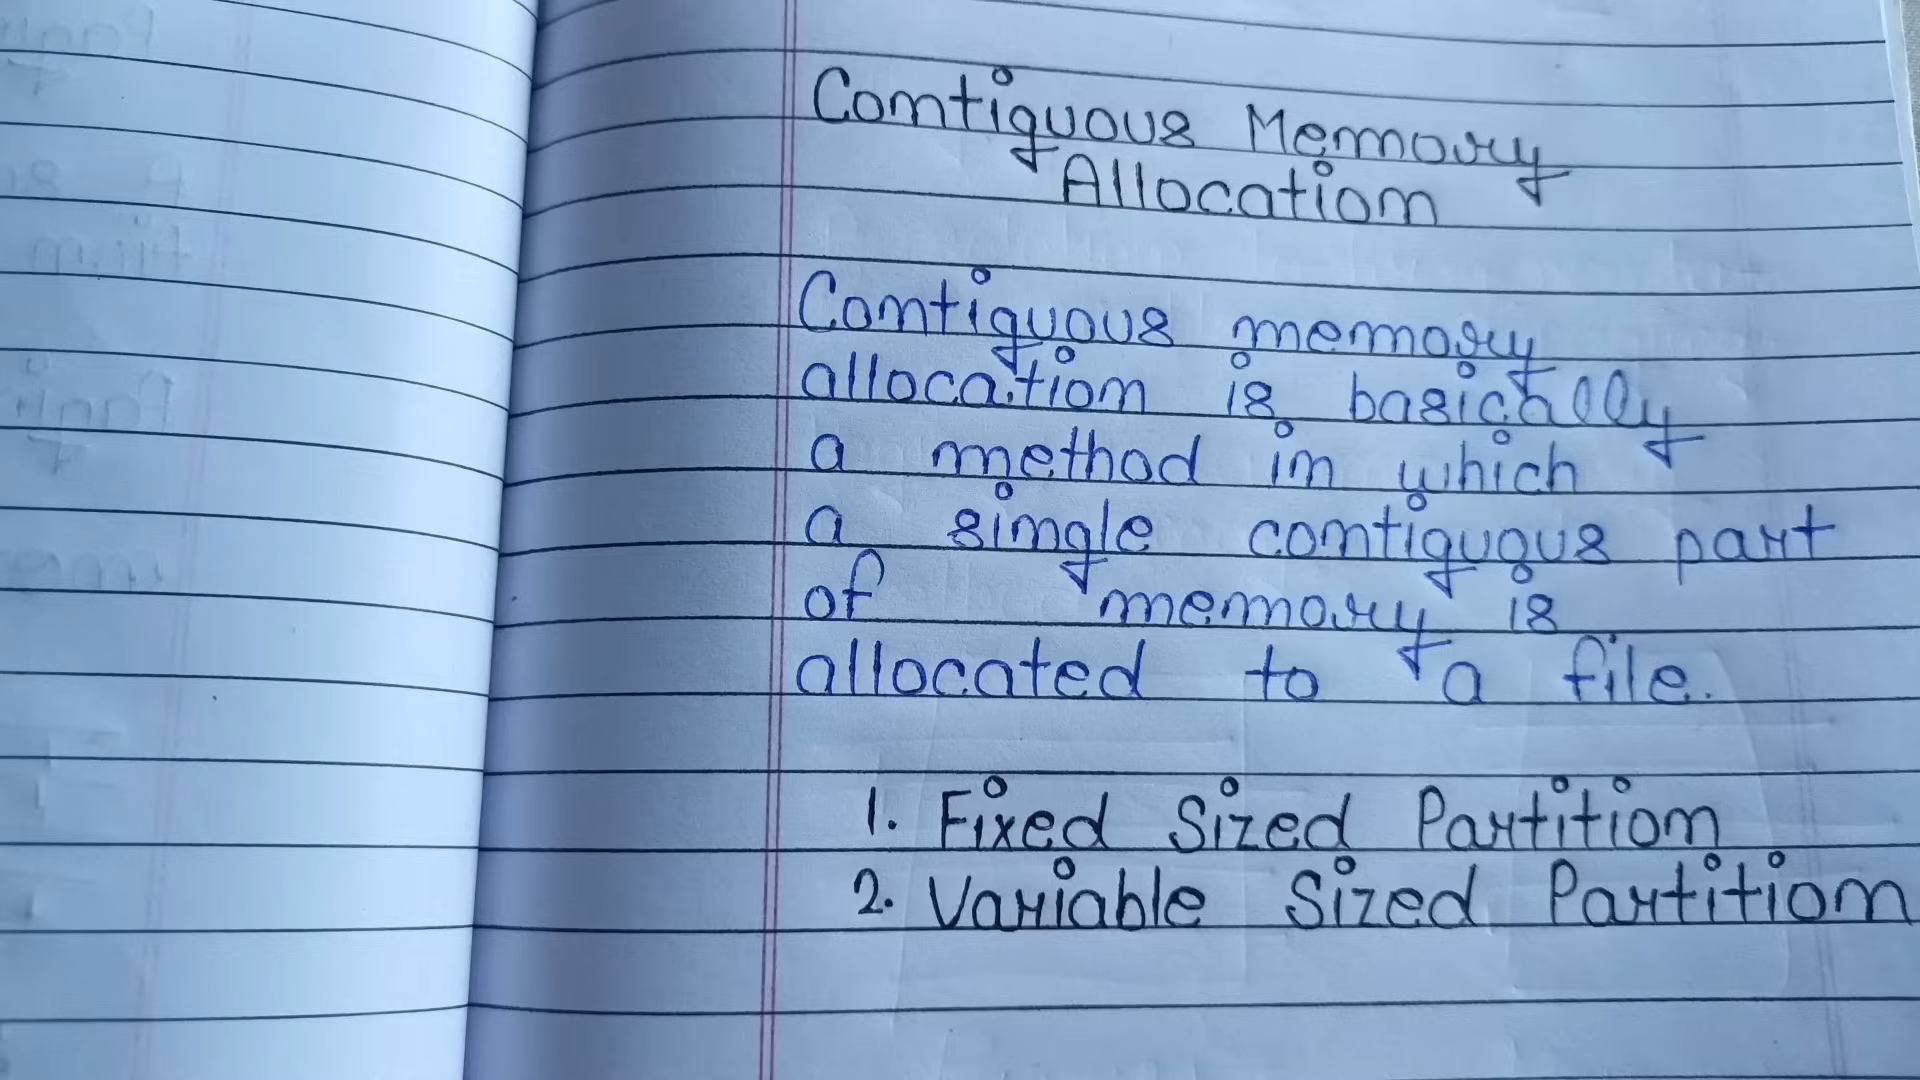 Contiguous Memory
Allocation
Contiguous memory
allocation is basically
a method in which
a single contiguous part
of memory is
allocated to a file.
1. Fixed Sized Partition
2. Variable Sized Partition